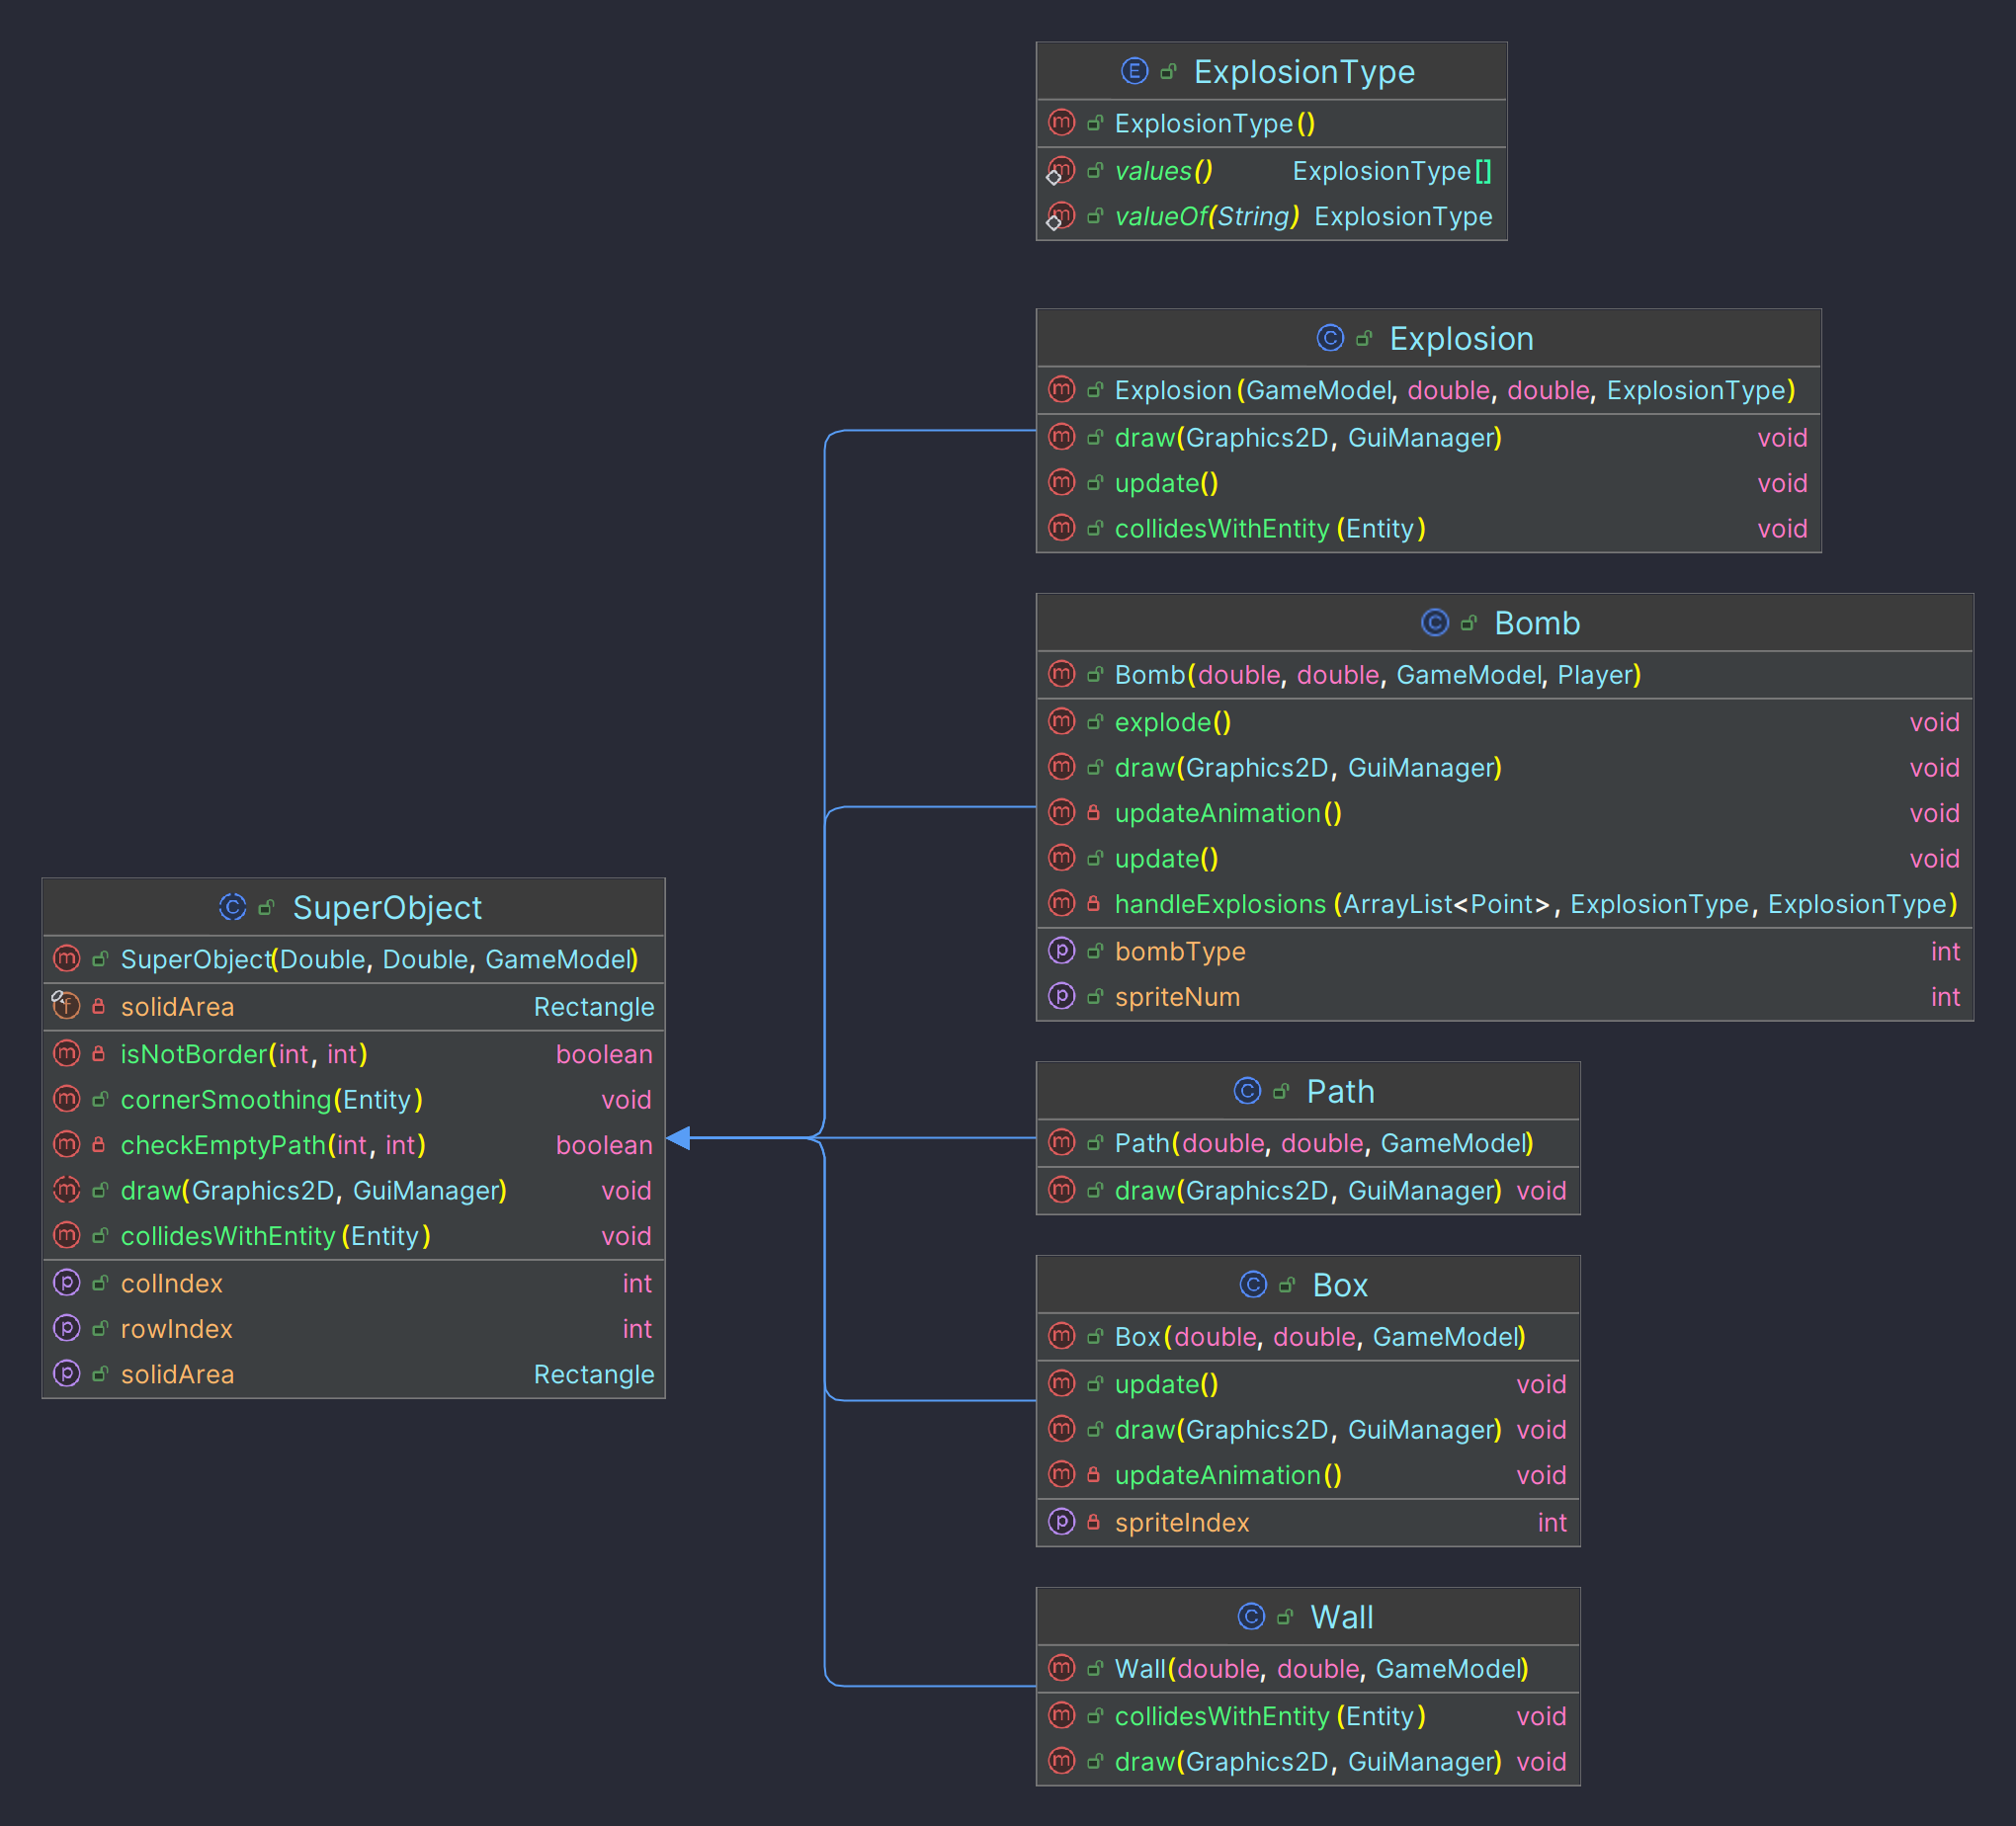 ExplosionType
ExplosionType()
values() ExplosionType[]
valueOf(String) ExplosionType
Explosion
Explosion(GameModel, double, double, ExplosionType)
draw(Graphics2D, GuiManager) void
update() void
collidesWithEntity(Entity) void
Bomb
Bomb(double, double, GameModel, Player)
explode() void
draw(Graphics2D, GuiManager) void
updateAnimation() void
update() void
handleExplosions(ArrayList<Point>, ExplosionType, ExplosionType)
bombType int
spriteNum int
SuperObject
SuperObject(Double, Double, GameModel)
solidArea Rectangle
isNotBorder(int, int) boolean
cornerSmoothing(Entity) void
checkEmptyPath(int, int) boolean
draw(Graphics2D, GuiManager) void
collidesWithEntity(Entity) void
colIndex int
rowIndex int
solidArea Rectangle
Path
Path(double, double, GameModel)
draw(Graphics2D, GuiManager) void
Box
Box(double, double, GameModel)
update() void
draw(Graphics2D, GuiManager) void
updateAnimation() void
spriteIndex int
Wall
Wall(double, double, GameModel)
collidesWithEntity(Entity) void
draw(Graphics2D, GuiManager) void